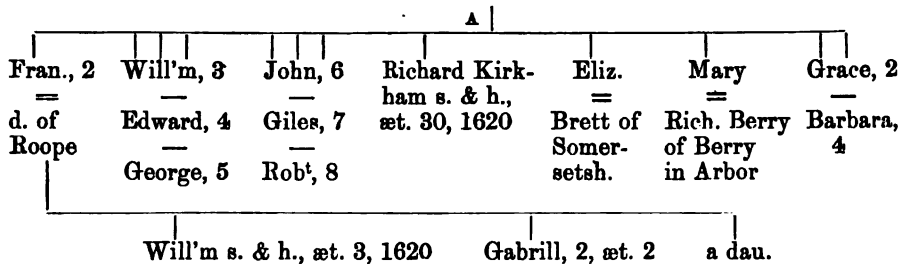 A
Fran., 2 Will'm, 3 John, 6 Richard Kirk- Eliz. Mary Grace, 2
= — — ham s. & h., = = —
d. of Edward, 4 Giles, 7 æt. 30, 1620 Brett of Rich. Berry Barbara,
Roope — — Somer- of Berry 4
George, 5 Robᵗ, 8 setsh. in Arbor
Will'm s. & h., æt. 3, 1620 Gabrill, 2, æt. 2 a dau.